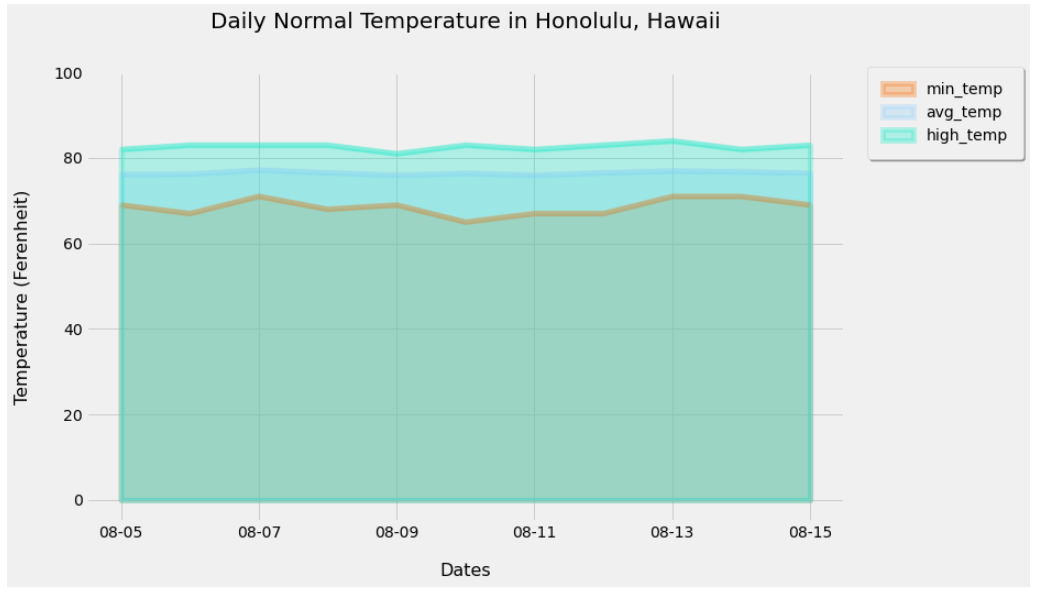 Daily Normal Temperature in Honolulu, Hawaii
min_temp
avg_temp
high_temp
Temperature (Ferenheit)
100
80
60
40
20
0
08-05 08-07 08-09 08-11 08-13 08-15
Dates